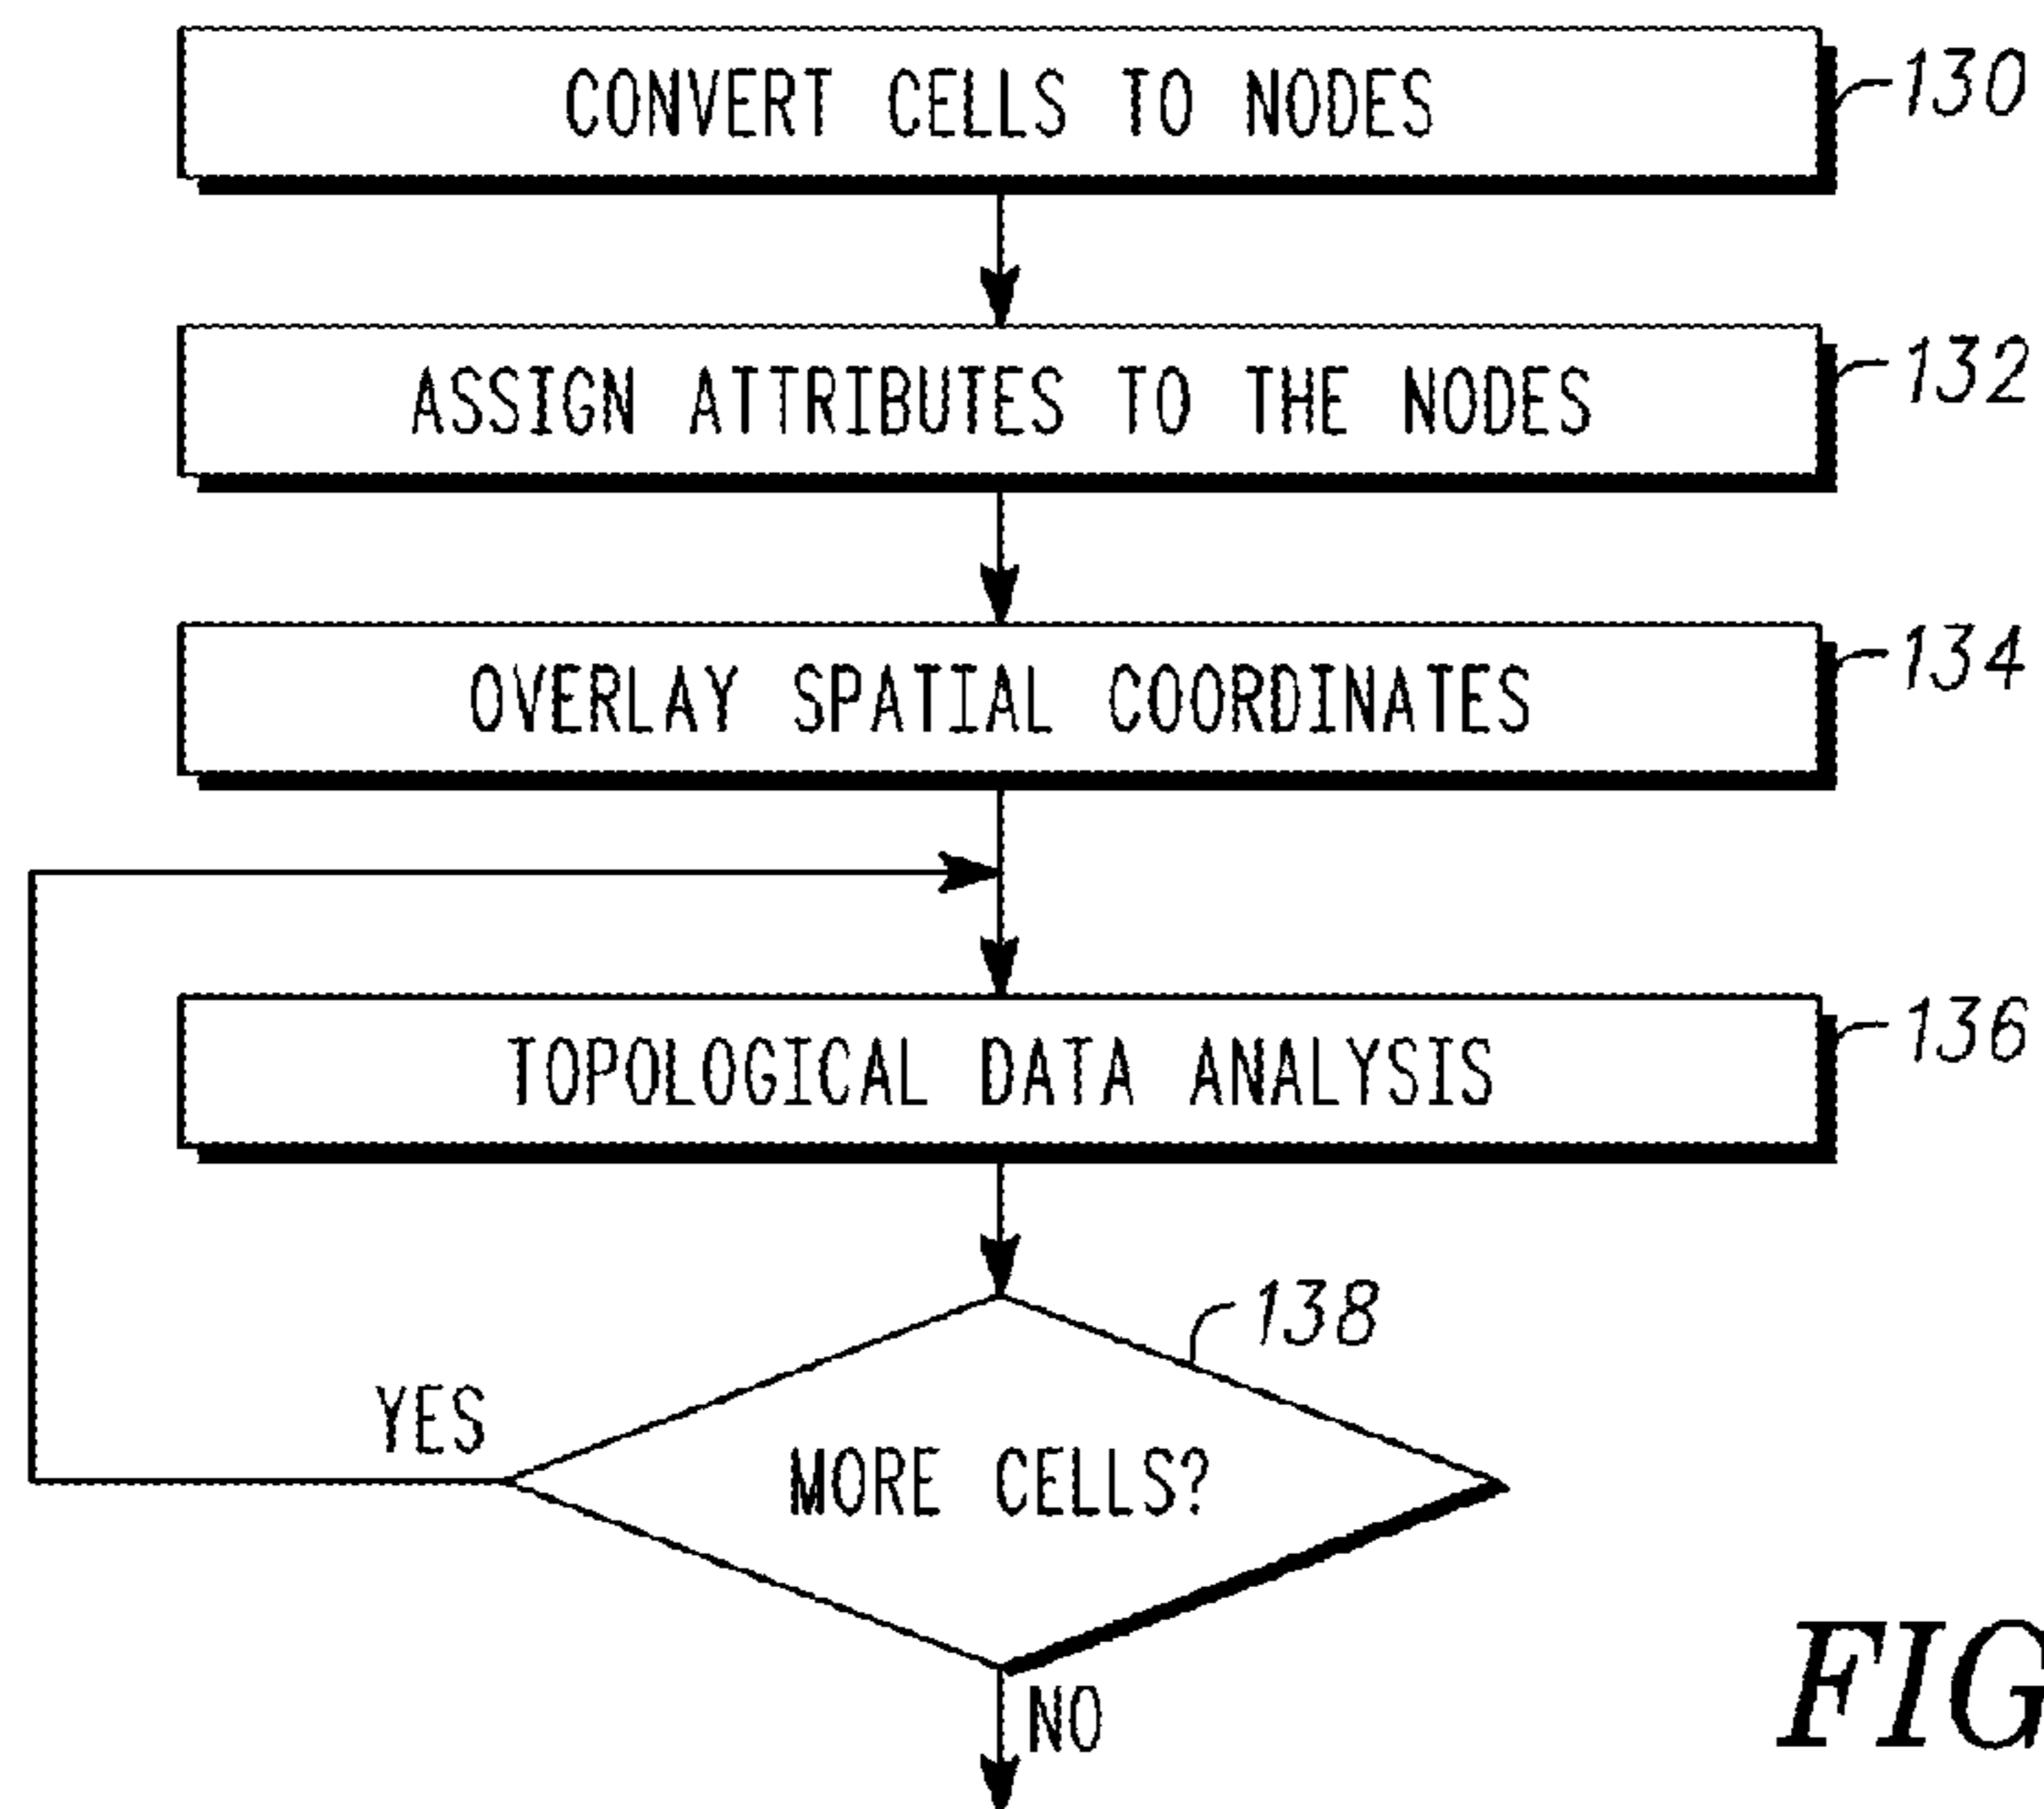 CONVERT CELLS TO NODES
130
ASSIGN ATTRIBUTES TO THE NODES
132
OVERLAY SPATIAL COORDINATES
134
TOPOLOGICAL DATA ANALYSIS
136
138
YES
MORE CELLS?
NO
FIG